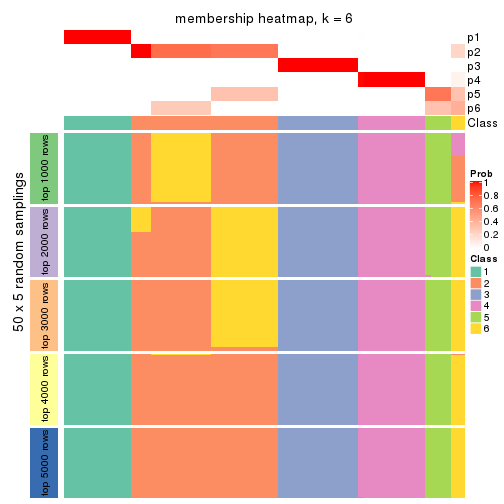 membership heatmap, k = 6
p1
p2
p3
p4
p5
p6
Class
50 x 5 random samplings
top 1000 rows
top 2000 rows
top 3000 rows
top 4000 rows
top 5000 rows
Prob
1
0.8
0.6
0.4
0.2
0
Class
1
2
3
4
5
6